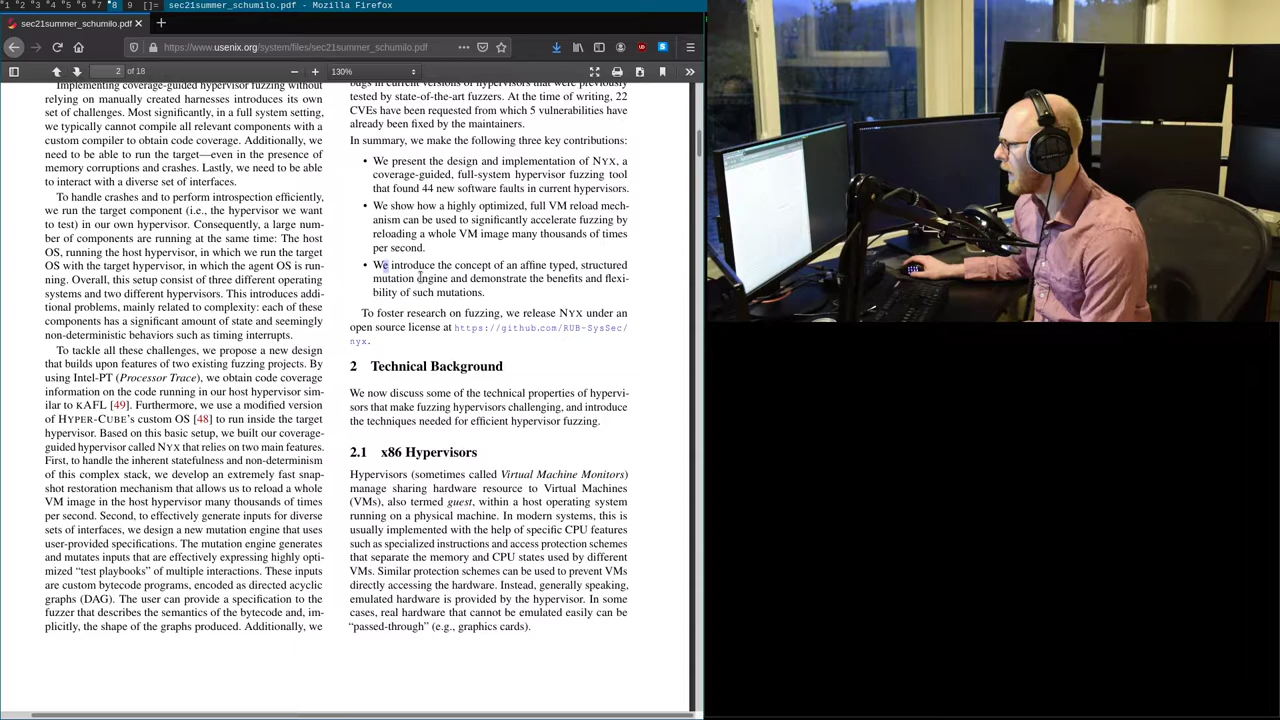 1 2 3 4 5 6 7 8 9 []= sec21summer_schumilo.pdf - Mozilla Firefox
sec21summer_schumilo.pdf
https://www.usenix.org/system/files/sec21summer_schumilo.pdf
2 of 18
130%
Implementing coverage-guided hypervisor fuzzing without
relying on manually created harnesses introduces its own
set of challenges. Most significantly, in a full system setting,
we typically cannot compile all relevant components with a
custom compiler to obtain code coverage. Additionally, we
need to be able to run the target—even in the presence of
memory corruptions and crashes. Lastly, we need to be able
to interact with a diverse set of interfaces.
To handle crashes and to perform introspection efficiently,
we run the target component (i.e., the hypervisor we want
to test) in our own hypervisor. Consequently, a large num-
ber of components are running at the same time: The host
OS, running the host hypervisor, in which we run the target
OS with the target hypervisor, in which the agent OS is run-
ning. Overall, this setup consist of three different operating
systems and two different hypervisors. This introduces addi-
tional problems, mainly related to complexity: each of these
components has a significant amount of state and seemingly
non-deterministic behaviors such as timing interrupts.
To tackle all these challenges, we propose a new design
that builds upon features of two existing fuzzing projects. By
using Intel-PT (Processor Trace), we obtain code coverage
information on the code running in our host hypervisor sim-
ilar to KAFL [49]. Furthermore, we use a modified version
of HYPER-CUBE's custom OS [48] to run inside the target
hypervisor. Based on this basic setup, we built our coverage-
guided hypervisor called NYX that relies on two main features.
First, to handle the inherent statefulness and non-determinism
of this complex stack, we develop an extremely fast snap-
shot restoration mechanism that allows us to reload a whole
VM image in the host hypervisor many thousands of times
per second. Second, to effectively generate inputs for diverse
sets of interfaces, we design a new mutation engine that uses
user-provided specifications. The mutation engine generates
and mutates inputs that are effectively expressing highly opti-
mized “test playbooks” of multiple interactions. These inputs
are custom bytecode programs, encoded as directed acyclic
graphs (DAG). The user can provide a specification to the
fuzzer that describes the semantics of the bytecode and, im-
plicitly, the shape of the graphs produced. Additionally, we
bugs in current versions of hypervisors that were previously
tested by state-of-the-art fuzzers. At the time of writing, 22
CVEs have been requested from which 5 vulnerabilities have
already been fixed by the maintainers.
In summary, we make the following three key contributions:
• We present the design and implementation of NYX, a
coverage-guided, full-system hypervisor fuzzing tool
that found 44 new software faults in current hypervisors.
• We show how a highly optimized, full VM reload mech-
anism can be used to significantly accelerate fuzzing by
reloading a whole VM image many thousands of times
per second.
• We introduce the concept of an affine typed, structured
mutation engine and demonstrate the benefits and flexi-
bility of such mutations.
To foster research on fuzzing, we release NYX under an
open source license at https://github.com/RUB-SysSec/
nyx.
2 Technical Background
We now discuss some of the technical properties of hypervi-
sors that make fuzzing hypervisors challenging, and introduce
the techniques needed for efficient hypervisor fuzzing.
2.1 x86 Hypervisors
Hypervisors (sometimes called Virtual Machine Monitors)
manage sharing hardware resource to Virtual Machines
(VMs), also termed guest, within a host operating system
running on a physical machine. In modern systems, this is
usually implemented with the help of specific CPU features
such as specialized instructions and access protection schemes
that separate the memory and CPU states used by different
VMs. Similar protection schemes can be used to prevent VMs
directly accessing the hardware. Instead, generally speaking,
emulated hardware is provided by the hypervisor. In some
cases, real hardware that cannot be emulated easily can be
“passed-through” (e.g., graphics cards).